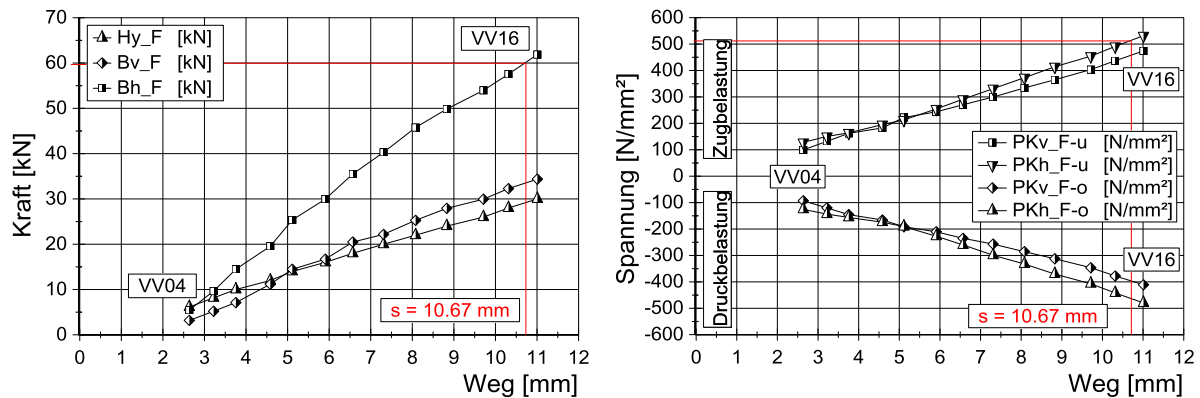 70
60
50
40
30
20
10
0
Kraft [kN]
Hy_F [kN]
Bv_F [kN]
Bh_F [kN]
VV16
VV04
s = 10.67 mm
0 1 2 3 4 5 6 7 8 9 10 11 12
Weg [mm]
600
500
400
300
200
100
0
-100
-200
-300
-400
-500
-600
Spannung [N/mm²]
Zugbelastung
Druckbelastung
VV16
PKv_F-u [N/mm²]
PKh_F-u [N/mm²]
PKv_F-o [N/mm²]
PKh_F-o [N/mm²]
VV04
VV16
s = 10.67 mm
0 1 2 3 4 5 6 7 8 9 10 11 12
Weg [mm]